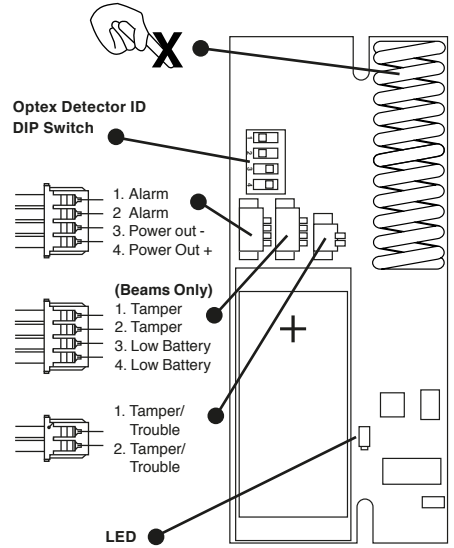 X
Optex Detector ID
DIP Switch
1
2
3
4
1. Alarm
2 Alarm
3. Power out -
4. Power Out +
(Beams Only)
1. Tamper
2. Tamper
3. Low Battery
4. Low Battery
+
1. Tamper/
Trouble
2. Tamper/
Trouble
LED